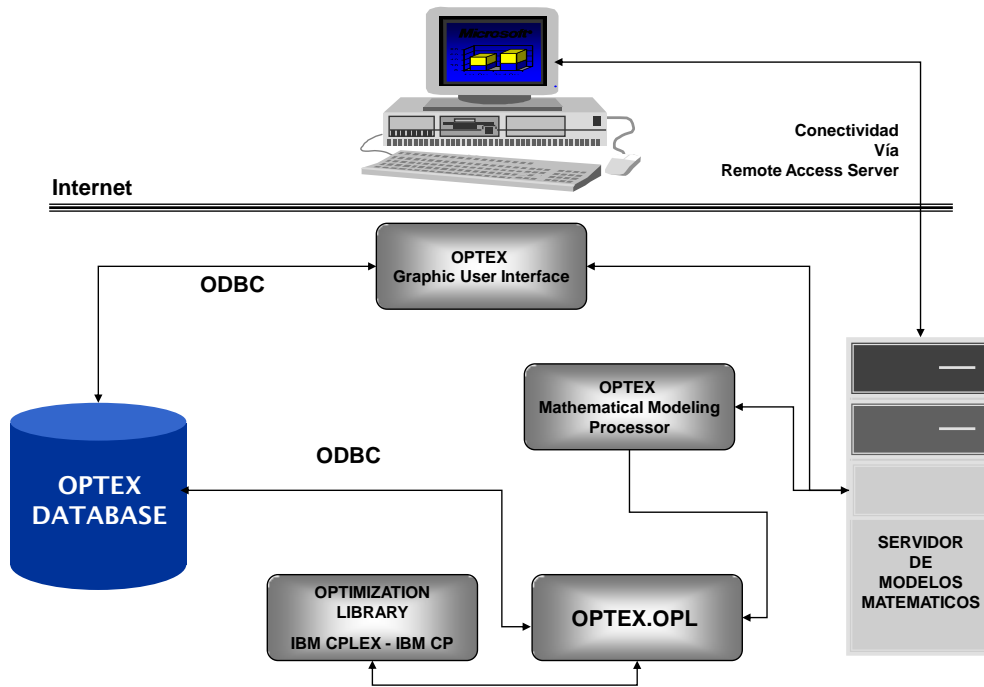 Microsoft
Conectividad
Vía
Remote Access Server
Internet
OPTEX
Graphic User Interface
ODBC
OPTEX
Mathematical Modeling
Processor
ODBC
OPTEX
DATABASE
SERVIDOR
DE
MODELOS
MATEMATICOS
OPTIMIZATION
LIBRARY
IBM CPLEX - IBM CP
OPTEX.OPL